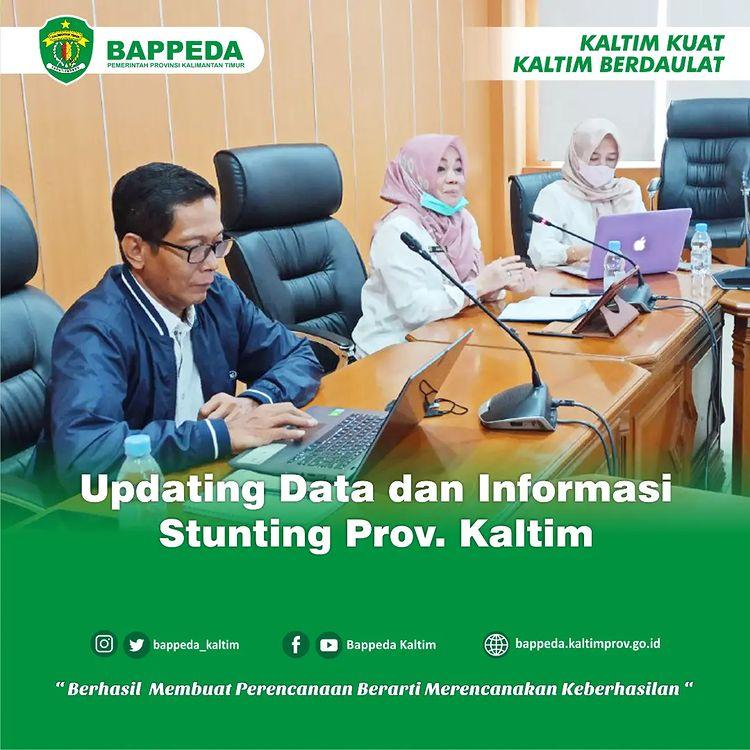 BAPPEDA
PEMERINTAH PROVINSI KALIMANTAN TIMUR
KALTIM KUAT
KALTIM BERDAULAT
Updating Data dan Informasi
Stunting Prov. Kaltim
bappeda_kaltim
Bappeda Kaltim
bappeda.kaltimprov.go.id
“ Berhasil Membuat Perencanaan Berarti Merencanakan Keberhasilan “